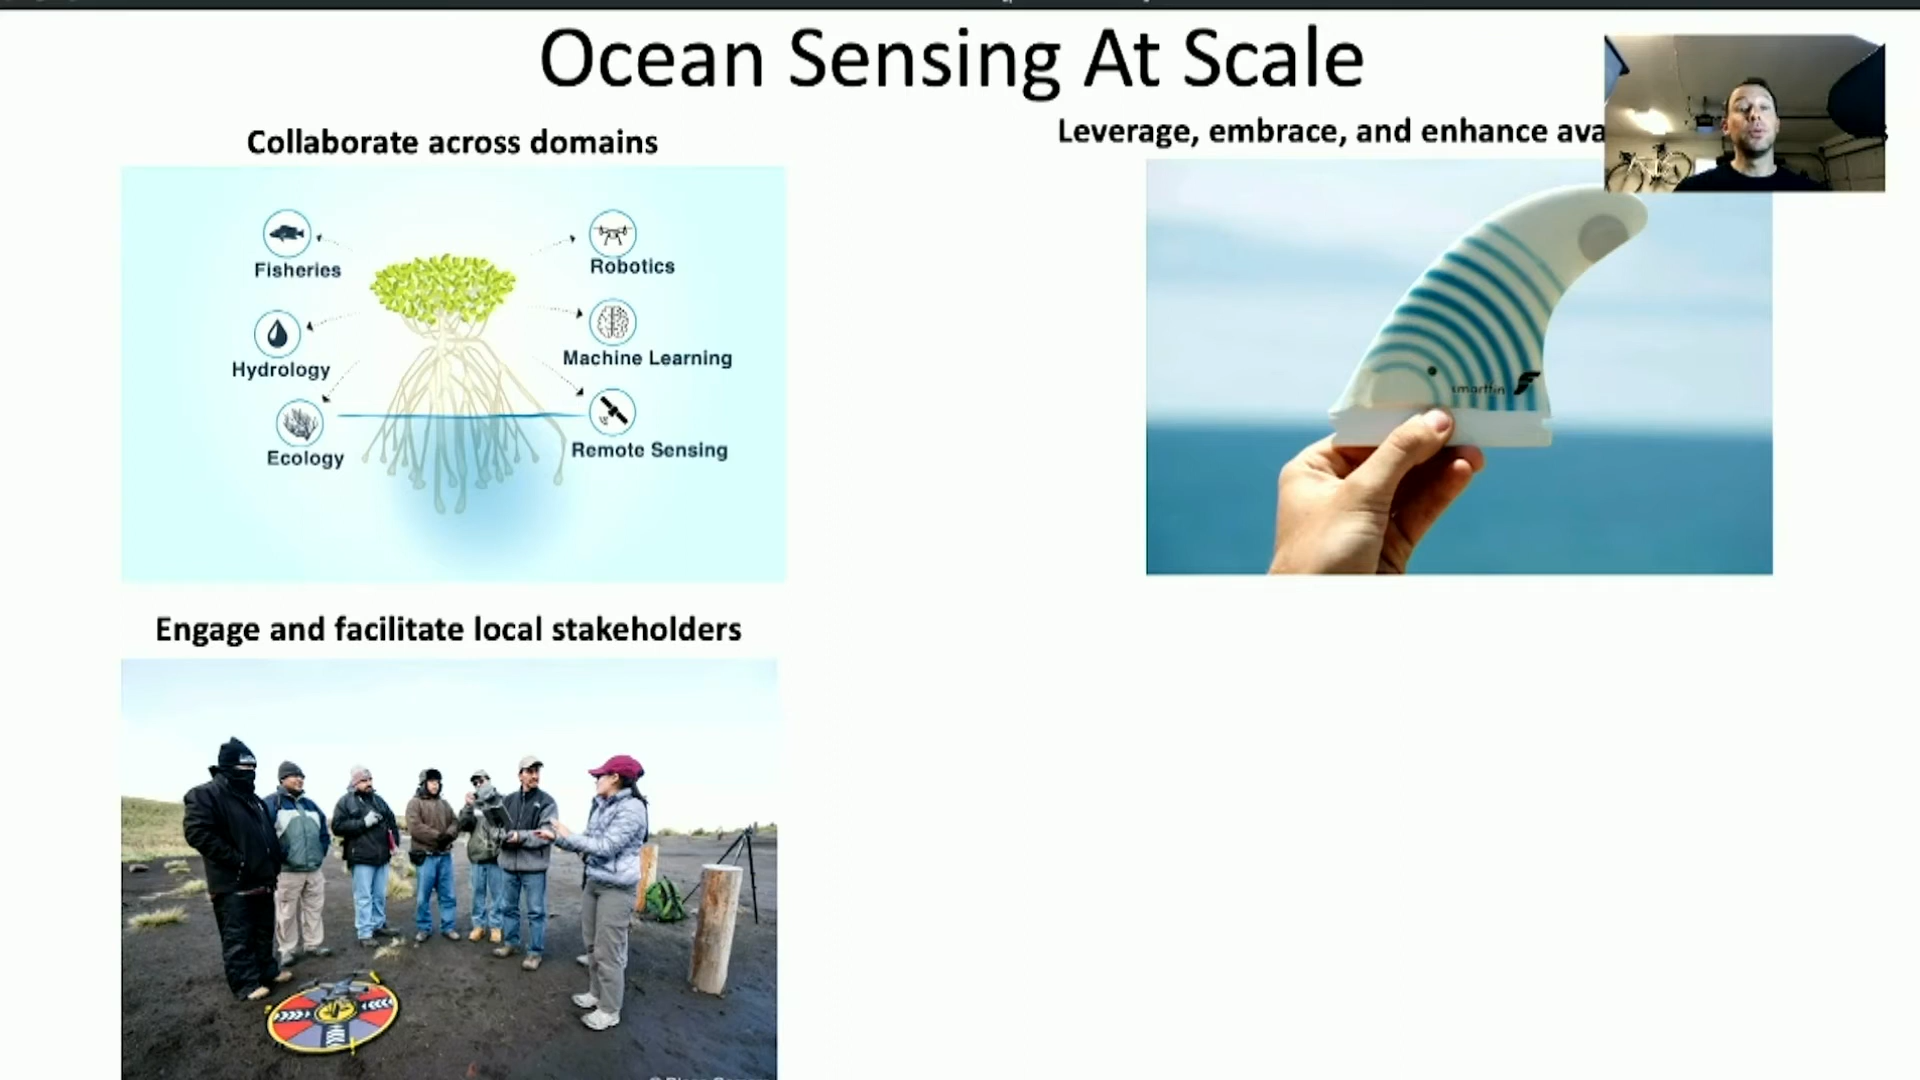 Ocean Sensing At Scale
Collaborate across domains
Leverage, embrace, and enhance
Fisheries
Robotics
Hydrology
Machine Learning
Ecology
Remote Sensing
smartfin
Engage and facilitate local stakeholders